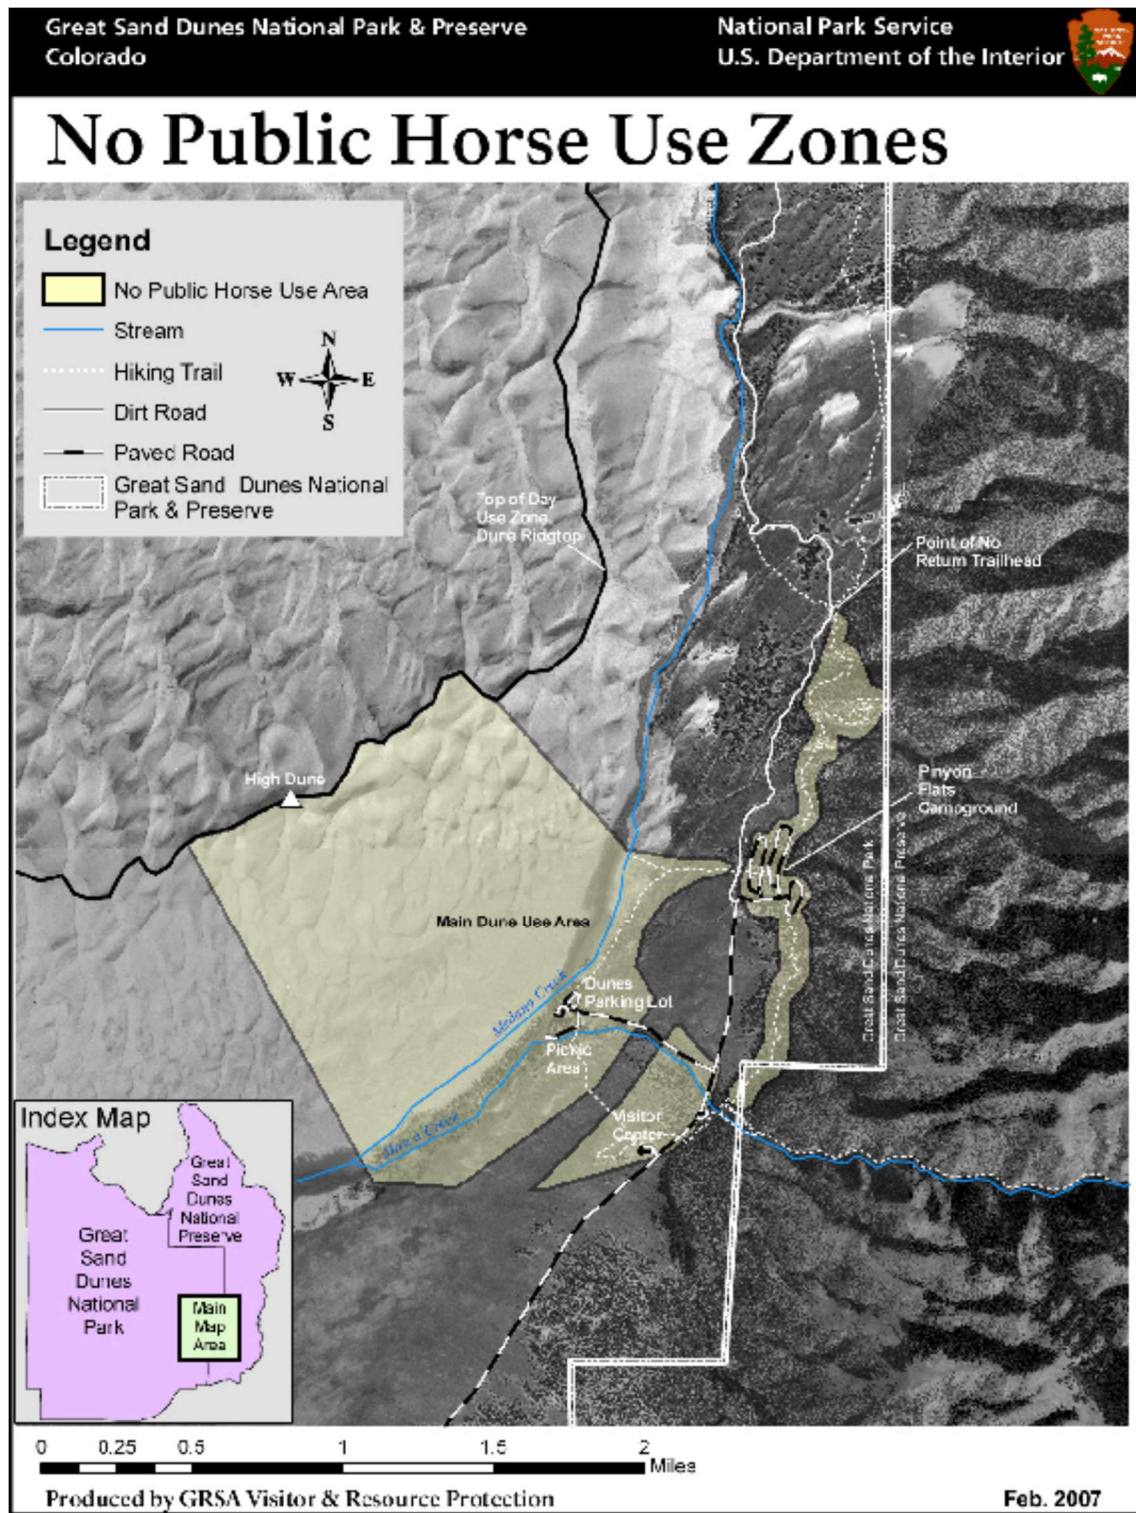 Great Sand Dunes National Park & Preserve
Colorado
National Park Service
U.S. Department of the Interior
No Public Horse Use Zones
Legend
No Public Horse Use Area
Stream
Hiking Trail
Dirt Road
Paved Road
Great Sand Dunes National
Park & Preserve
N
W E
S
Top of Day
Use Zone
Dune Ridgtop
Point of No
Return Trailhead
High Dune
Pinyon
Flats
Campground
Great Sand Dunes National Park
Great Sand Dunes National Preserve
Main Dune Use Area
Medano Creek
Dunes
Parking Lot
Picnic
Area
Mosca Creek
Visitor
Center
Index Map
Great
Sand
Dunes
National
Preserve
Great
Sand
Dunes
National
Park
Main
Map
Area
0 0.25 0.5 1 1.5 2
Miles
Produced by GRSA Visitor & Resource Protection
Feb. 2007